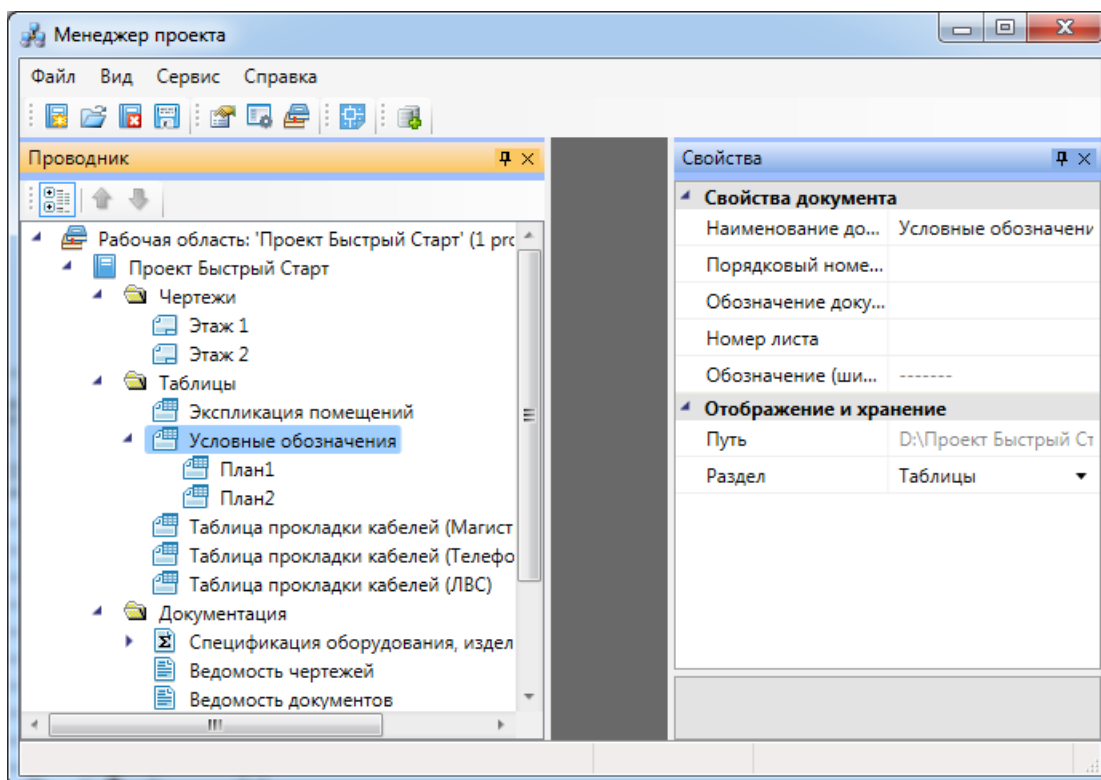 Менеджер проекта
Файл Вид Сервис Справка
Проводник
Рабочая область: 'Проект Быстрый Старт' (1 prc
Проект Быстрый Старт
Чертежи
Этаж 1
Этаж 2
Таблицы
Экспликация помещений
Условные обозначения
План1
План2
Таблица прокладки кабелей (Магист
Таблица прокладки кабелей (Телефо
Таблица прокладки кабелей (ЛВС)
Документация
Спецификация оборудования, издел
Ведомость чертежей
Ведомость документов
Свойства
Свойства документа
Наименование до... Условные обозначени
Порядковый номе...
Обозначение доку...
Номер листа
Обозначение (ши... -------
Отображение и хранение
Путь D:\Проект Быстрый Ст
Раздел Таблицы